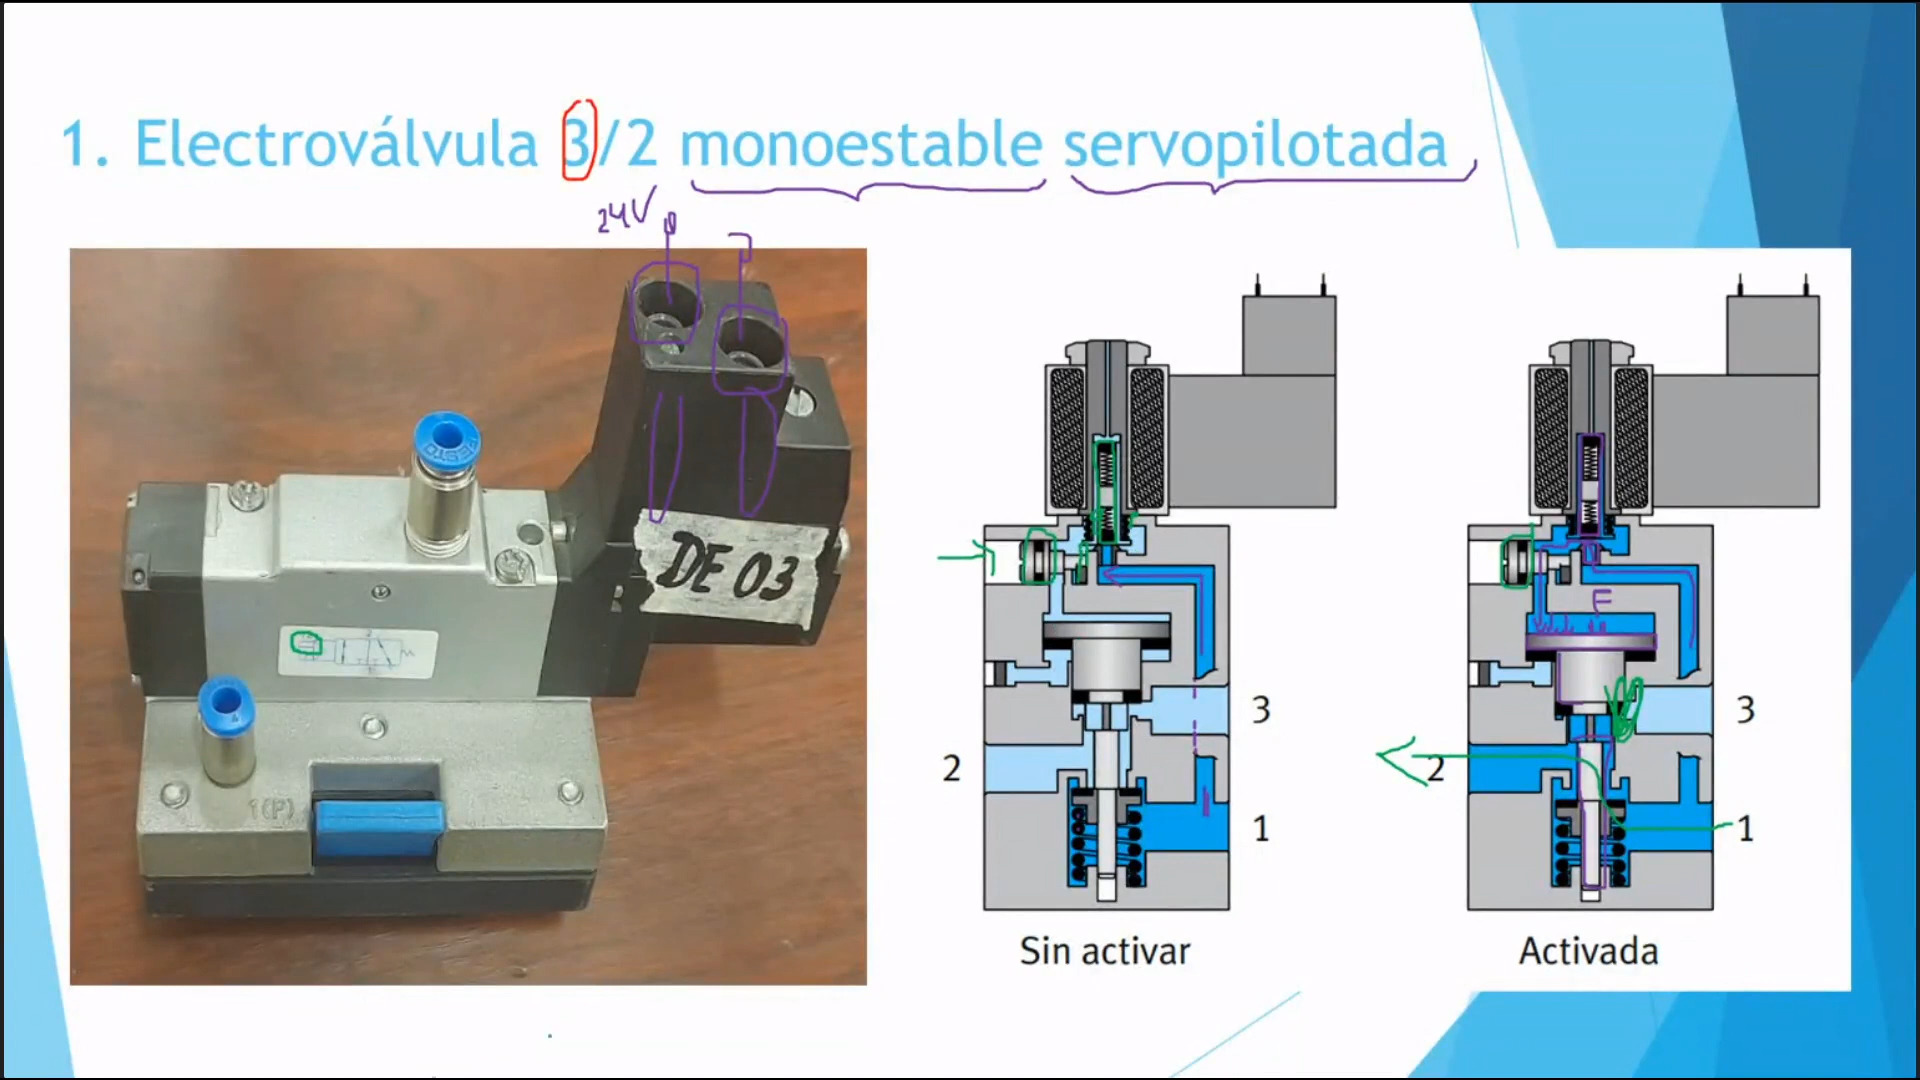 1. Electroválvula 3/2 monoestable servopilotada
24V
FESTO
DE 03
1(P)
F
3
2
1
3
2
1
Sin activar
Activada